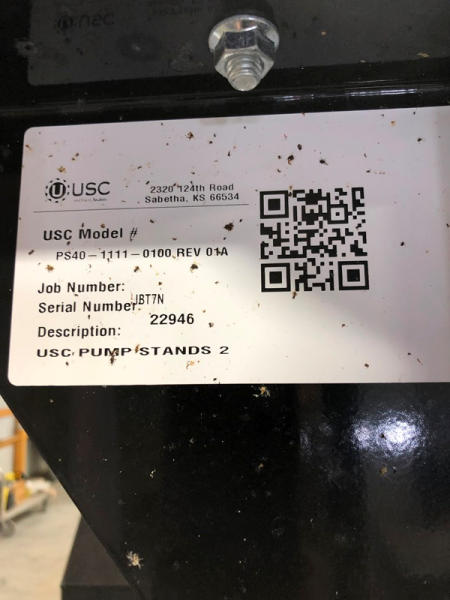 USC
2320 124th Road
Sabetha, KS 66534
USC Model #
PS40-1111-0100 REV 01A
Job Number:
JBT7N
Serial Number:
22946
Description:
USC PUMP STANDS 2